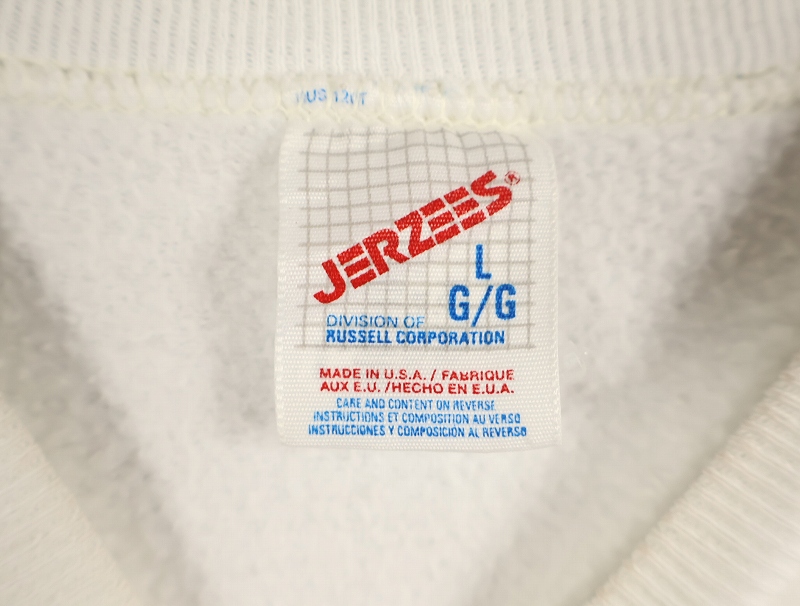 JERZEES®
L
G/G
DIVISION OF
RUSSELL CORPORATION
MADE IN U.S.A. / FABRIQUE
AUX E.U. /HECHO EN E.U.A.
CARE AND CONTENT ON REVERSE
INSTRUCTIONS ET COMPOSITION AU VERSO
INSTRUCCIONES Y COMPOSICIÓN AL REVERSO